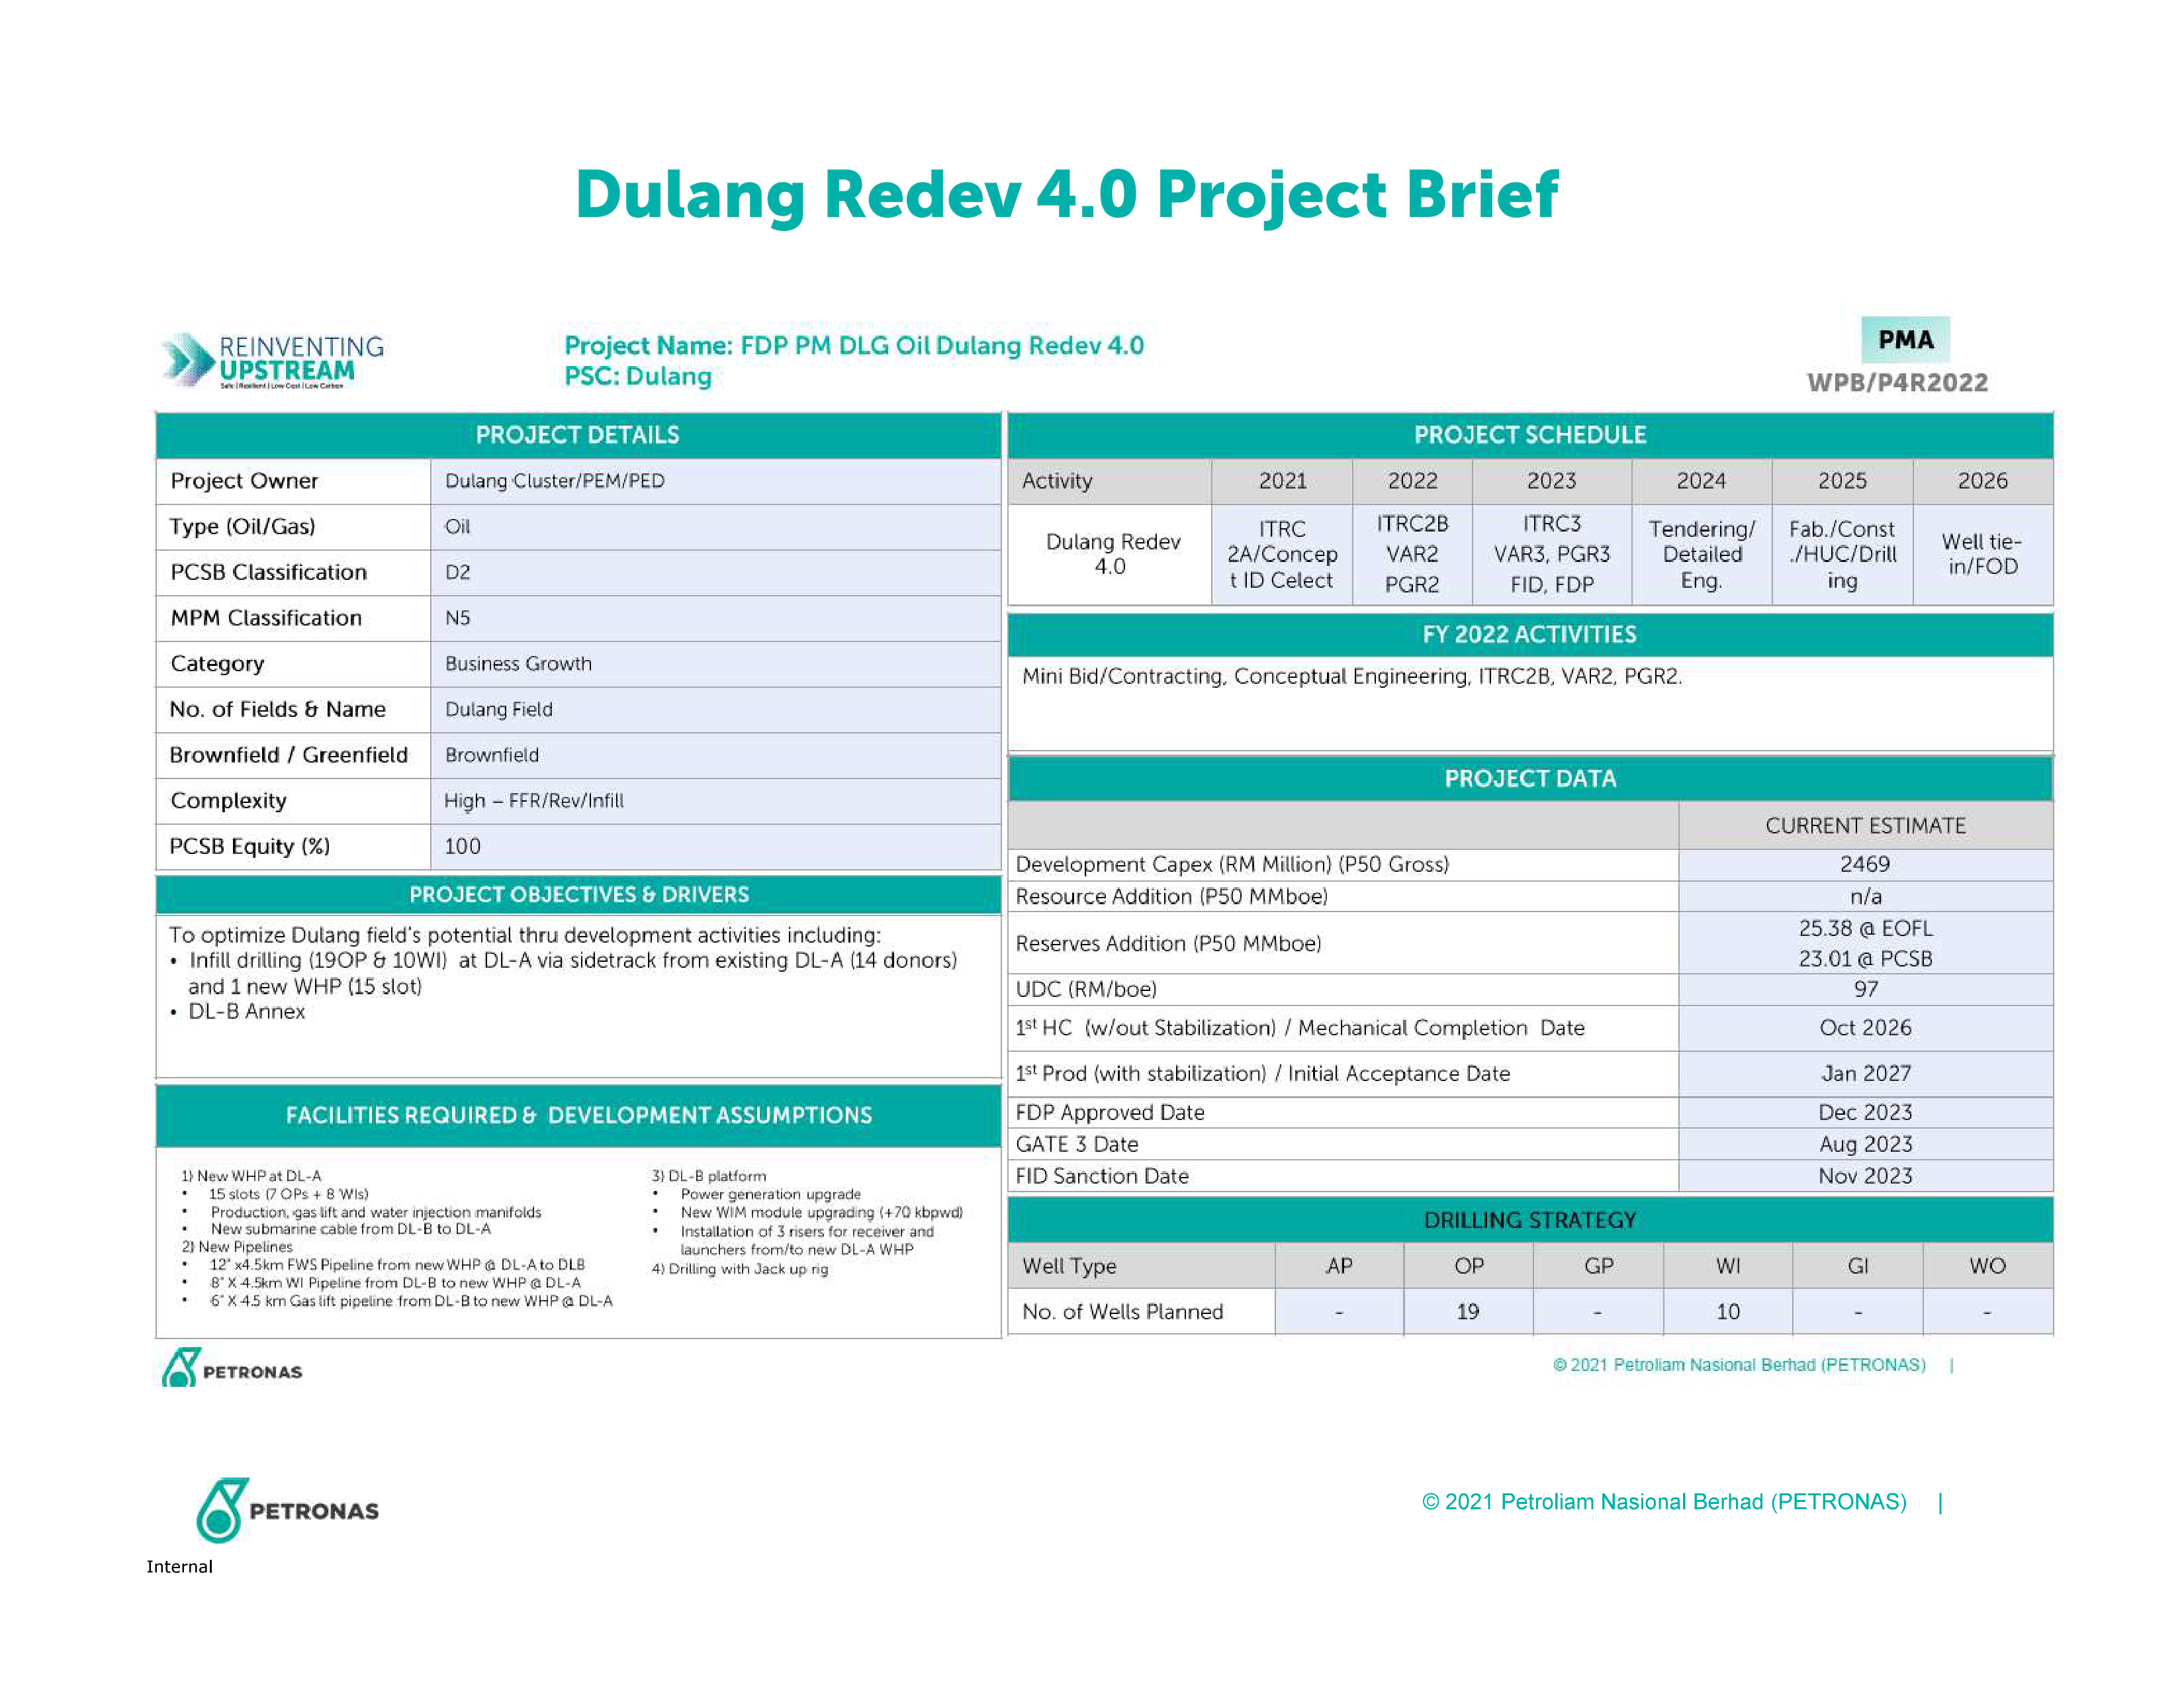 Dulang Redev 4.0 Project Brief
REINVENTING
UPSTREAM
Safe | Resilient | Low Cost | Low Carbon
Project Name: FDP PM DLG Oil Dulang Redev 4.0
PSC: Dulang
PMA
WPB/P4R2022
PROJECT DETAILS
Project Owner Dulang Cluster/PEM/PED
Type (Oil/Gas) Oil
PCSB Classification D2
MPM Classification N5
Category Business Growth
No. of Fields & Name Dulang Field
Brownfield / Greenfield Brownfield
Complexity High – FFR/Rev/Infill
PCSB Equity (%) 100
PROJECT OBJECTIVES & DRIVERS
To optimize Dulang field's potential thru development activities including:
• Infill drilling (19OP & 10WI) at DL-A via sidetrack from existing DL-A (14 donors)
and 1 new WHP (15 slot)
• DL-B Annex
FACILITIES REQUIRED & DEVELOPMENT ASSUMPTIONS
1) New WHP at DL-A
• 15 slots (7 OPs + 8 WIs)
• Production, gas lift and water injection manifolds
• New submarine cable from DL-B to DL-A
2) New Pipelines
• 12" x4.5km FWS Pipeline from new WHP @ DL-A to DLB
• 8" X 4.5km WI Pipeline from DL-B to new WHP @ DL-A
• 6" X 4.5 km Gas lift pipeline from DL-B to new WHP @ DL-A
3) DL-B platform
• Power generation upgrade
• New WIM module upgrading (+70 kbpwd)
• Installation of 3 risers for receiver and
launchers from/to new DL-A WHP
4) Drilling with Jack up rig
PROJECT SCHEDULE
Activity 2021 2022 2023 2024 2025 2026
Dulang Redev
4.0
ITRC
2A/Concep
t ID Celect
ITRC2B
VAR2
PGR2
ITRC3
VAR3, PGR3
FID, FDP
Tendering/
Detailed
Eng.
Fab./Const
./HUC/Drill
ing
Well tie-
in/FOD
FY 2022 ACTIVITIES
Mini Bid/Contracting, Conceptual Engineering, ITRC2B, VAR2, PGR2.
PROJECT DATA
CURRENT ESTIMATE
Development Capex (RM Million) (P50 Gross) 2469
Resource Addition (P50 MMboe) n/a
Reserves Addition (P50 MMboe) 25.38 @ EOFL
23.01 @ PCSB
UDC (RM/boe) 97
1st HC (w/out Stabilization) / Mechanical Completion Date Oct 2026
1st Prod (with stabilization) / Initial Acceptance Date Jan 2027
FDP Approved Date Dec 2023
GATE 3 Date Aug 2023
FID Sanction Date Nov 2023
DRILLING STRATEGY
Well Type AP OP GP WI GI WO
No. of Wells Planned - 19 - 10 - -
PETRONAS
© 2021 Petroliam Nasional Berhad (PETRONAS) |
PETRONAS
© 2021 Petroliam Nasional Berhad (PETRONAS) |
Internal